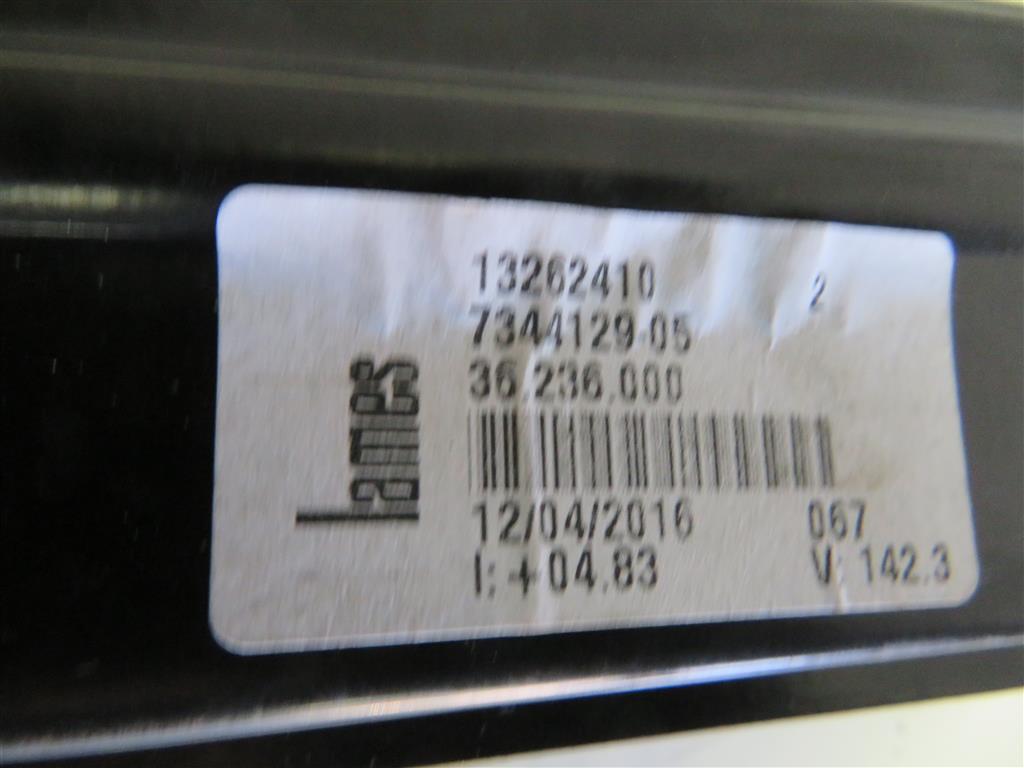 13262410 2
7344129-05
36.236.000
Lames
12/04/2016 067
I: +04.83 V: 142.3